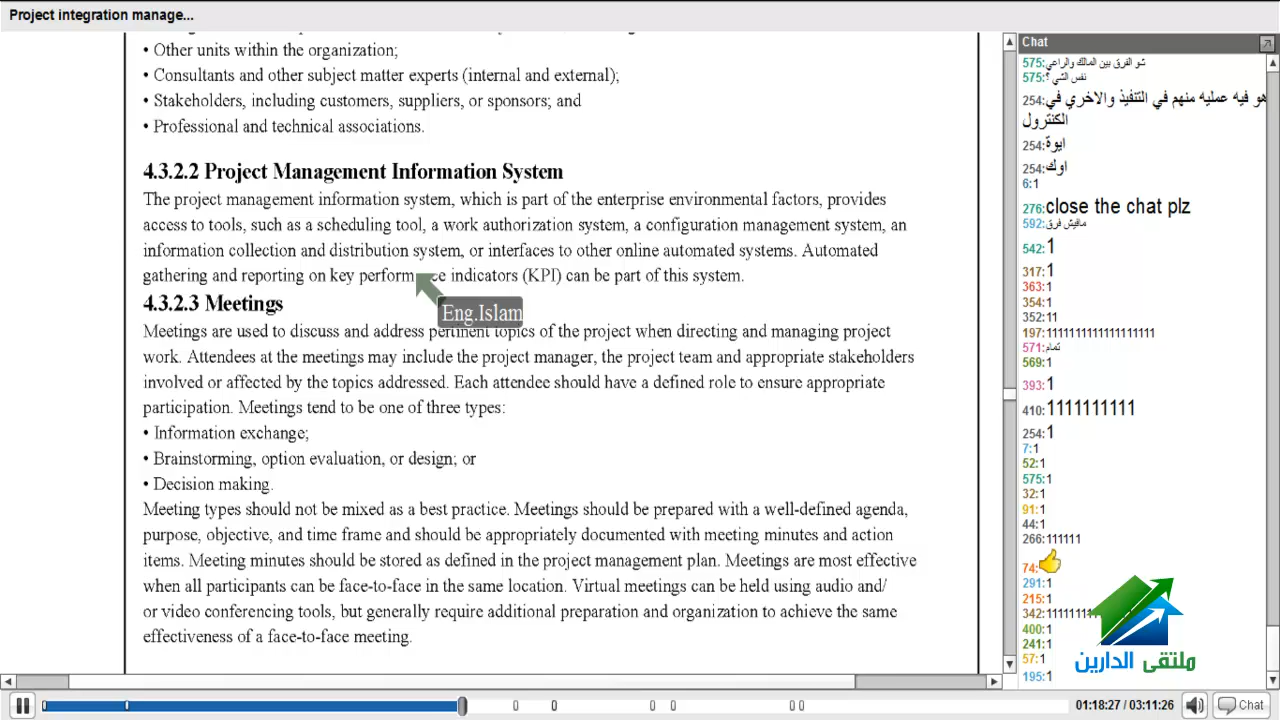 Project integration manage...
• Other units within the organization;
• Consultants and other subject matter experts (internal and external);
• Stakeholders, including customers, suppliers, or sponsors; and
• Professional and technical associations.
4.3.2.2 Project Management Information System
The project management information system, which is part of the enterprise environmental factors, provides
access to tools, such as a scheduling tool, a work authorization system, a configuration management system, an
information collection and distribution system, or interfaces to other online automated systems. Automated
gathering and reporting on key perform ce indicators (KPI) can be part of this system.
Eng.Islam
4.3.2.3 Meetings
Meetings are used to discuss and address pertinent topics of the project when directing and managing project
work. Attendees at the meetings may include the project manager, the project team and appropriate stakeholders
involved or affected by the topics addressed. Each attendee should have a defined role to ensure appropriate
participation. Meetings tend to be one of three types:
• Information exchange;
• Brainstorming, option evaluation, or design; or
• Decision making.
Meeting types should not be mixed as a best practice. Meetings should be prepared with a well-defined agenda,
purpose, objective, and time frame and should be appropriately documented with meeting minutes and action
items. Meeting minutes should be stored as defined in the project management plan. Meetings are most effective
when all participants can be face-to-face in the same location. Virtual meetings can be held using audio and/
or video conferencing tools, but generally require additional preparation and organization to achieve the same
effectiveness of a face-to-face meeting.
Chat
575: شو الفرق بين المالك والراعي
575: نفس الشي ؟
254: هو فيه عمليه منهم في التنفيذ والاخري في
الكنترول
254: ايوة
254: اوك
6:1
276: close the chat plz
592: مافيش فرق
542: 1
317: 1
363:1
354:1
352: 11
197: 111111111111111111
571: تمام
569:1
393: 1
410: 1111111111
254: 1
7:1
52:1
575:1
32:1
91:1
44:1
266: 111111
74:
291:1
215:1
400:1
241:1
57:1
195:1
ملتقى الدارين
01:18:27 / 03:11:26
Chat